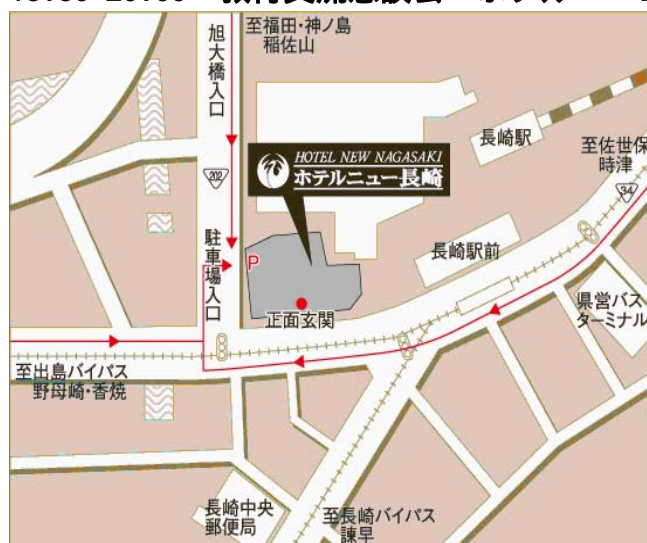 至福田・神ノ島
稲佐山
旭大橋入口
長崎駅
至佐世保
時津
HOTEL NEW NAGASAKI
ホテルニュー長崎
202
34
駐車場入口
P
長崎駅前
正面玄関
県営バス
ターミナル
至出島バイパス
野母崎・香焼
長崎中央
郵便局
至長崎バイパス
諫早